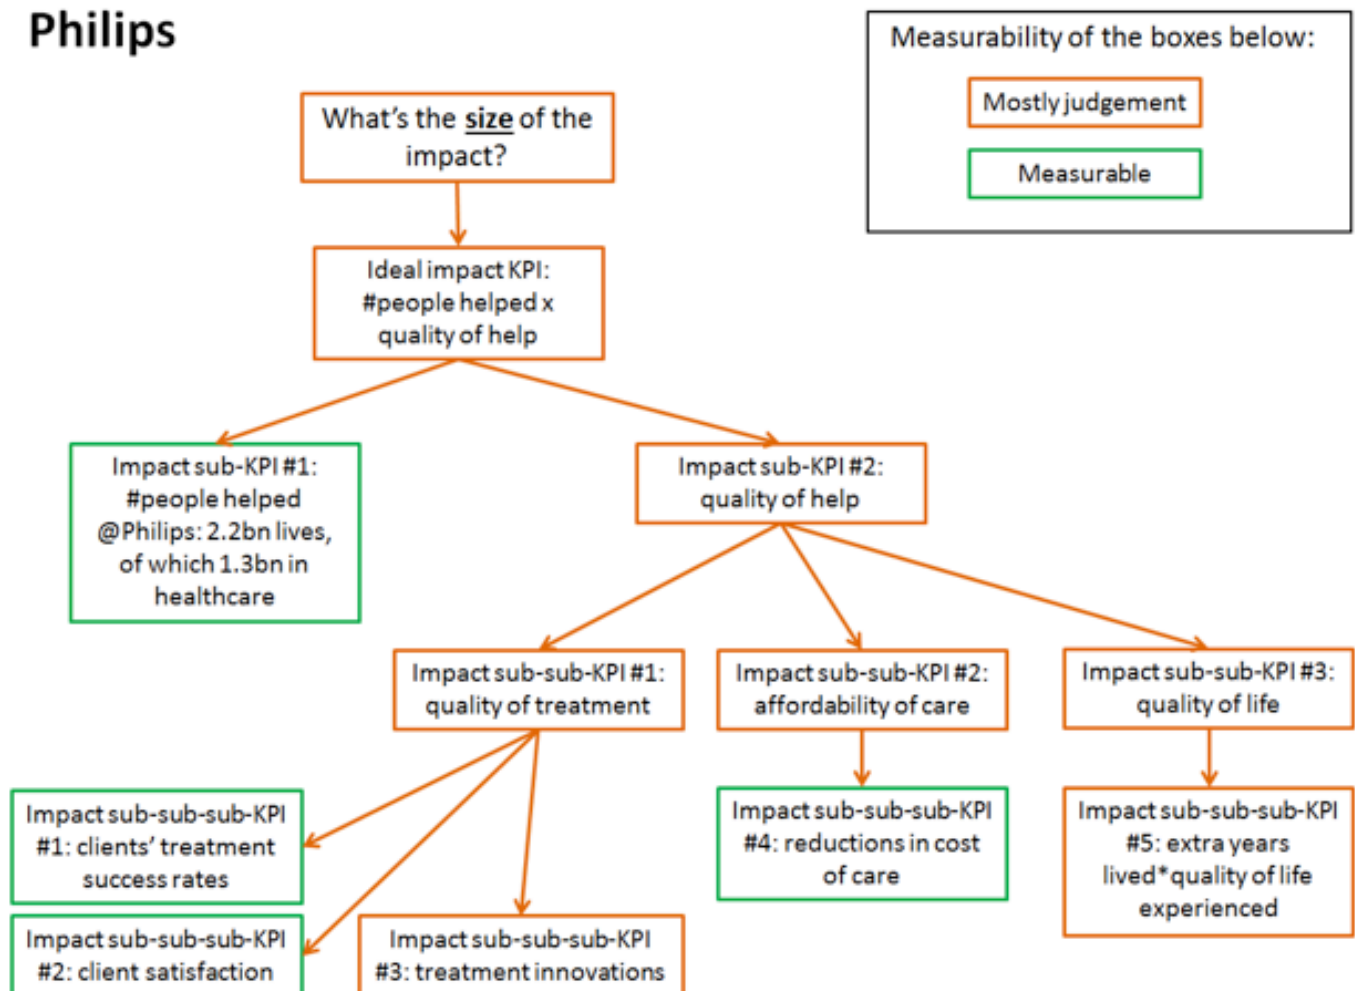 Philips
Measurability of the boxes below:
Mostly judgement
Measurable
What's the size of the
impact?
Ideal impact KPI:
#people helped x
quality of help
Impact sub-KPI #1:
#people helped
@Philips: 2.2bn lives,
of which 1.3bn in
healthcare
Impact sub-KPI #2:
quality of help
Impact sub-sub-KPI #1:
quality of treatment
Impact sub-sub-KPI #2:
affordability of care
Impact sub-sub-KPI #3:
quality of life
Impact sub-sub-sub-KPI
#1: clients' treatment
success rates
Impact sub-sub-sub-KPI
#2: client satisfaction
Impact sub-sub-sub-KPI
#3: treatment innovations
Impact sub-sub-sub-KPI
#4: reductions in cost
of care
Impact sub-sub-sub-KPI
#5: extra years
lived*quality of life
experienced